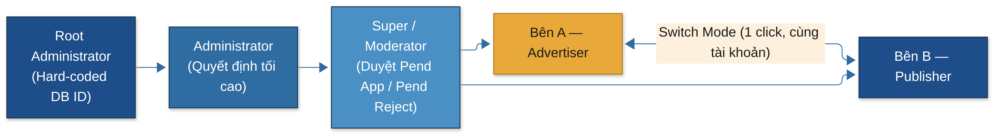 Root
Administrator
(Hard-coded
DB ID)
Administrator
(Quyết định tối
cao)
Super /
Moderator
(Duyệt Pend
App / Pend
Reject)
Bên A —
Advertiser
Switch Mode (1 click, cùng
tài khoản)
Bên B —
Publisher